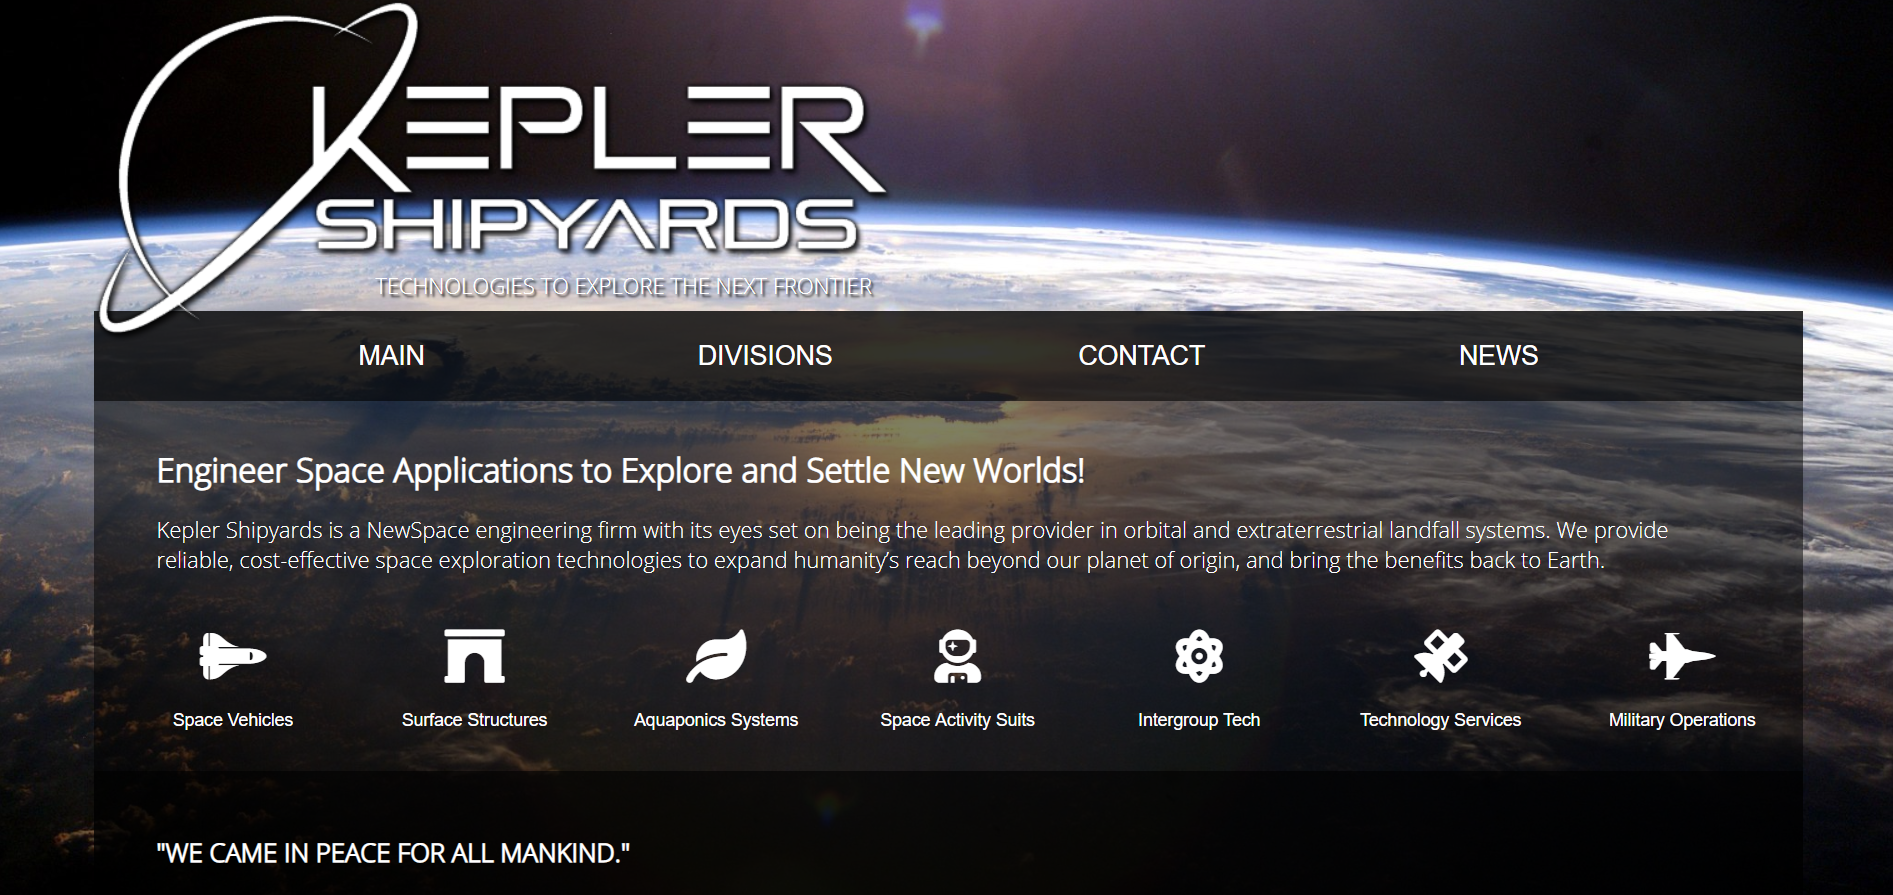 KEPLER
SHIPYARDS
TECHNOLOGIES TO EXPLORE THE NEXT FRONTIER
MAIN DIVISIONS CONTACT NEWS
Engineer Space Applications to Explore and Settle New Worlds!
Kepler Shipyards is a NewSpace engineering firm with its eyes set on being the leading provider in orbital and extraterrestrial landfall systems. We provide
reliable, cost-effective space exploration technologies to expand humanity’s reach beyond our planet of origin, and bring the benefits back to Earth.
Space Vehicles Surface Structures Aquaponics Systems Space Activity Suits Intergroup Tech Technology Services Military Operations
"WE CAME IN PEACE FOR ALL MANKIND."